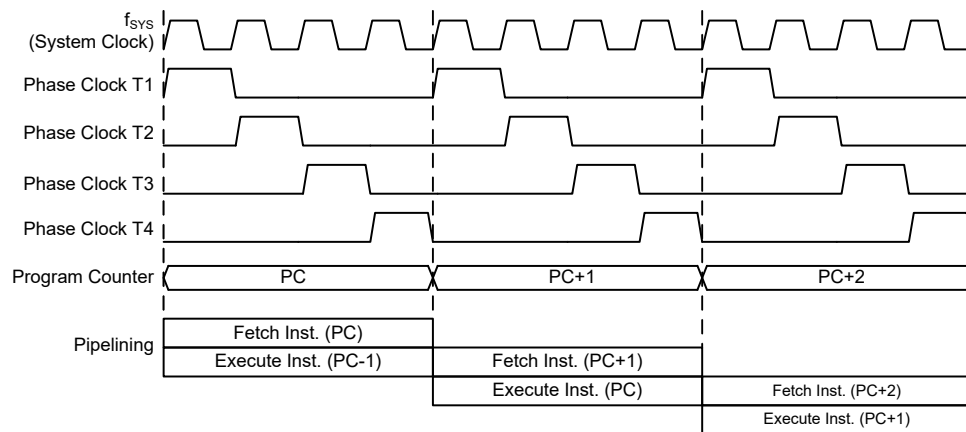 fSYS
(System Clock)
Phase Clock T1
Phase Clock T2
Phase Clock T3
Phase Clock T4
Program Counter PC PC+1 PC+2
Pipelining
Fetch Inst. (PC)
Execute Inst. (PC-1) Fetch Inst. (PC+1)
Execute Inst. (PC) Fetch Inst. (PC+2)
Execute Inst. (PC+1)